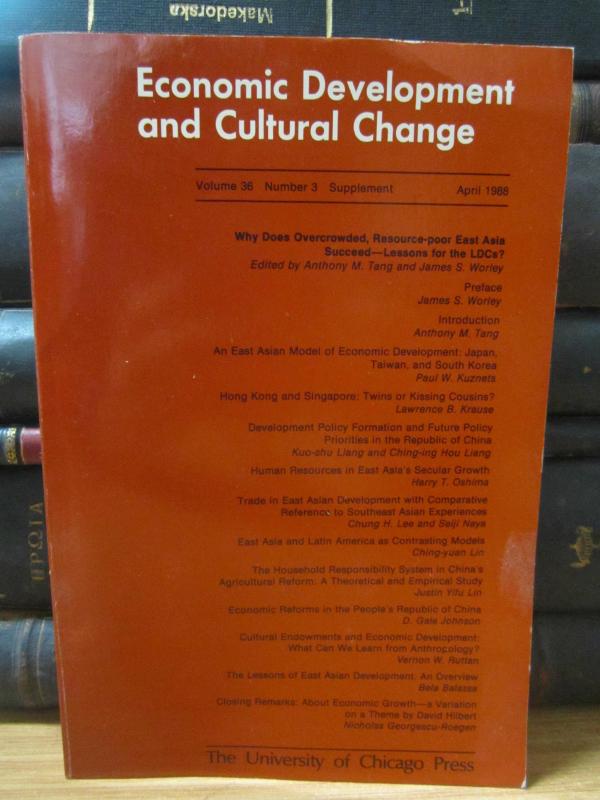 Makedorska
Economic Development
and Cultural Change
Volume 36 Number 3 Supplement April 1988
Why Does Overcrowded, Resource-poor East Asia
Succeed—Lessons for the LDCs?
Edited by Anthony M. Tang and James S. Worley
Preface
James S. Worley
Introduction
Anthony M. Tang
An East Asian Model of Economic Development: Japan,
Taiwan, and South Korea
Paul W. Kuznets
Hong Kong and Singapore: Twins or Kissing Cousins?
Lawrence B. Krause
Development Policy Formation and Future Policy
Priorities in the Republic of China
Kuo-shu Liang and Ching-ing Hou Liang
Human Resources in East Asia's Secular Growth
Harry T. Oshima
Trade in East Asian Development with Comparative
Reference to Southeast Asian Experiences
Chung H. Lee and Seiji Naya
East Asia and Latin America as Contrasting Models
Ching-yuan Lin
The Household Responsibility System in China's
Agricultural Reform: A Theoretical and Empirical Study
Justin Yifu Lin
Economic Reforms in the People's Republic of China
D. Gale Johnson
Cultural Endowments and Economic Development:
What Can We Learn from Anthropology?
Vernon W. Ruttan
The Lessons of East Asian Development: An Overview
Bela Balassa
Closing Remarks: About Economic Growth—a Variation
on a Theme by David Hilbert
Nicholas Georgescu-Roegen
The University of Chicago Press
ΠΡΩΤΑ